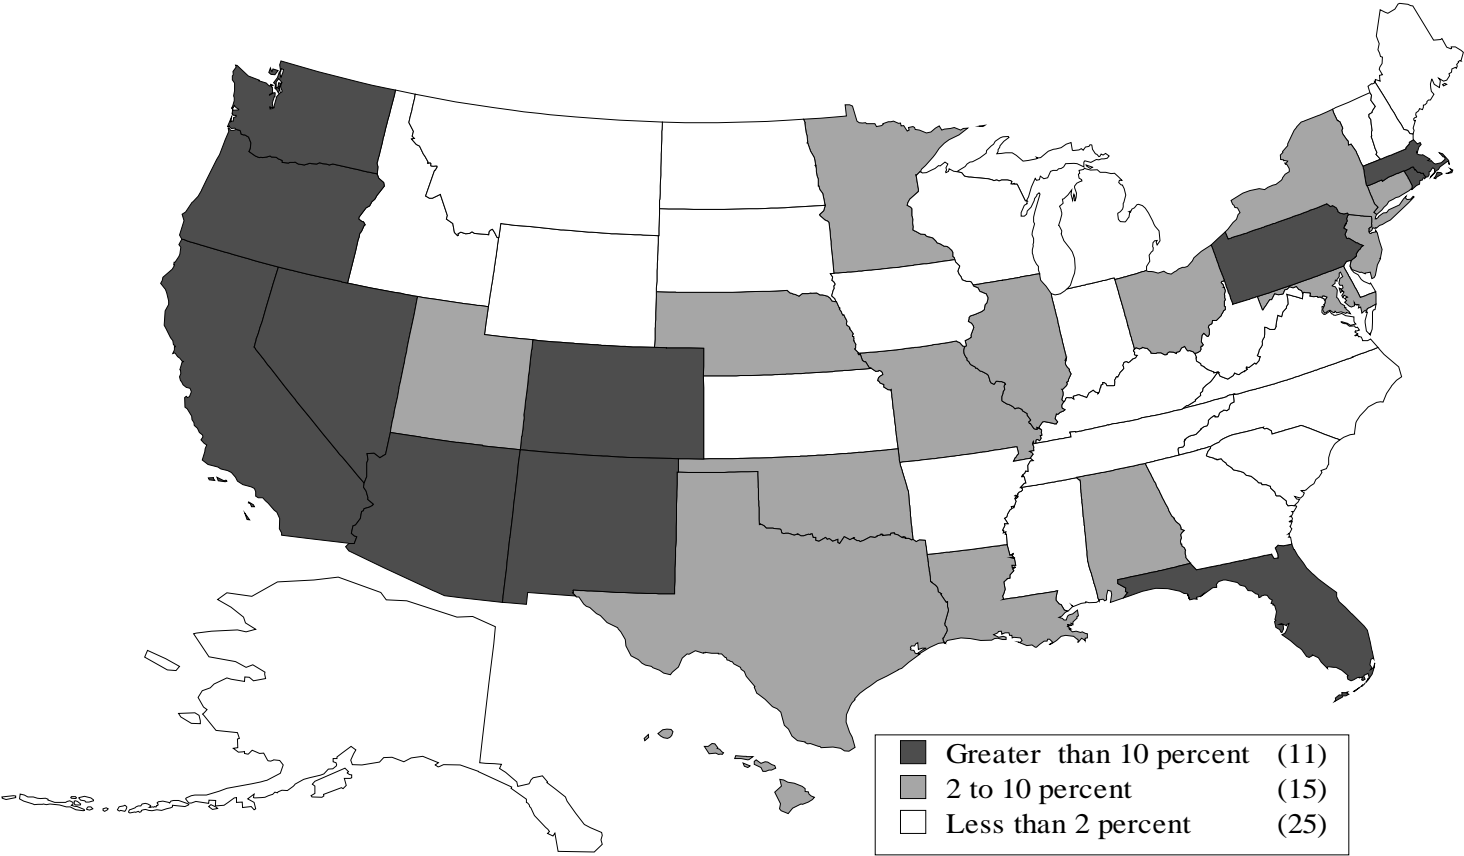 Greater than 10 percent (11)
2 to 10 percent (15)
Less than 2 percent (25)